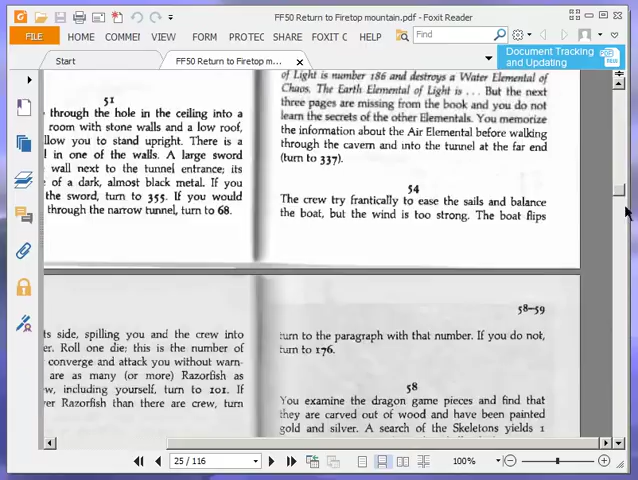 FF50 Return to Firetop mountain.pdf - Foxit Reader
FILE HOME COMMEI VIEW FORM PROTEC SHARE FOXIT C HELP Find
Start FF50 Return to Firetop m...
Document Tracking
and Updating
51
through the hole in the ceiling into a
room with stone walls and a low roof,
llow you to stand upright. There is a
l in one of the walls. A large sword
wall next to the tunnel entrance; its
e of a dark, almost black metal. If you
the sword, turn to 355. If you would
through the narrow tunnel, turn to 68.
of Light is number 186 and destroys a Water Elemental of
Chaos. The Earth Elemental of Light is . . . But the next
three pages are missing from the book and you do not
learn the secrets of the other Elementals. You memorize
the information about the Air Elemental before walking
through the cavern and into the tunnel at the far end
(turn to 337).
54
The crew try frantically to ease the sails and balance
the boat, but the wind is too strong. The boat flips
ts side, spilling you and the crew into
er. Roll one die; this is the number of
converge and attack you without warn-
are as many (or more) Razorfish as
w, including yourself, turn to 101. If
er Razorfish than there are crew, turn
58–59
turn to the paragraph with that number. If you do not,
turn to 176.
58
You examine the dragon game pieces and find that
they are carved out of wood and have been painted
gold and silver. A search of the Skeletons yields 1
25 / 116 100%